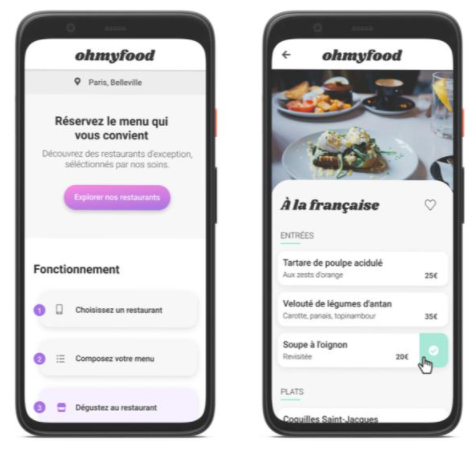 ohmyfood
Paris, Belleville
Réservez le menu qui
vous convient
Découvrez des restaurants d'exception,
séléctionnés par nos soins.
Explorer nos restaurants
Fonctionnement
1 Choisissez un restaurant
2 Composez votre menu
3 Dégustez au restaurant
ohmyfood
À la française
ENTRÉES
Tartare de poulpe acidulé
Aux zests d'orange 25€
Velouté de légumes d'antan
Carotte, panais, topinambour 35€
Soupe à l'oignon
Revisitée 20€
PLATS
Coquilles Saint-Jacques